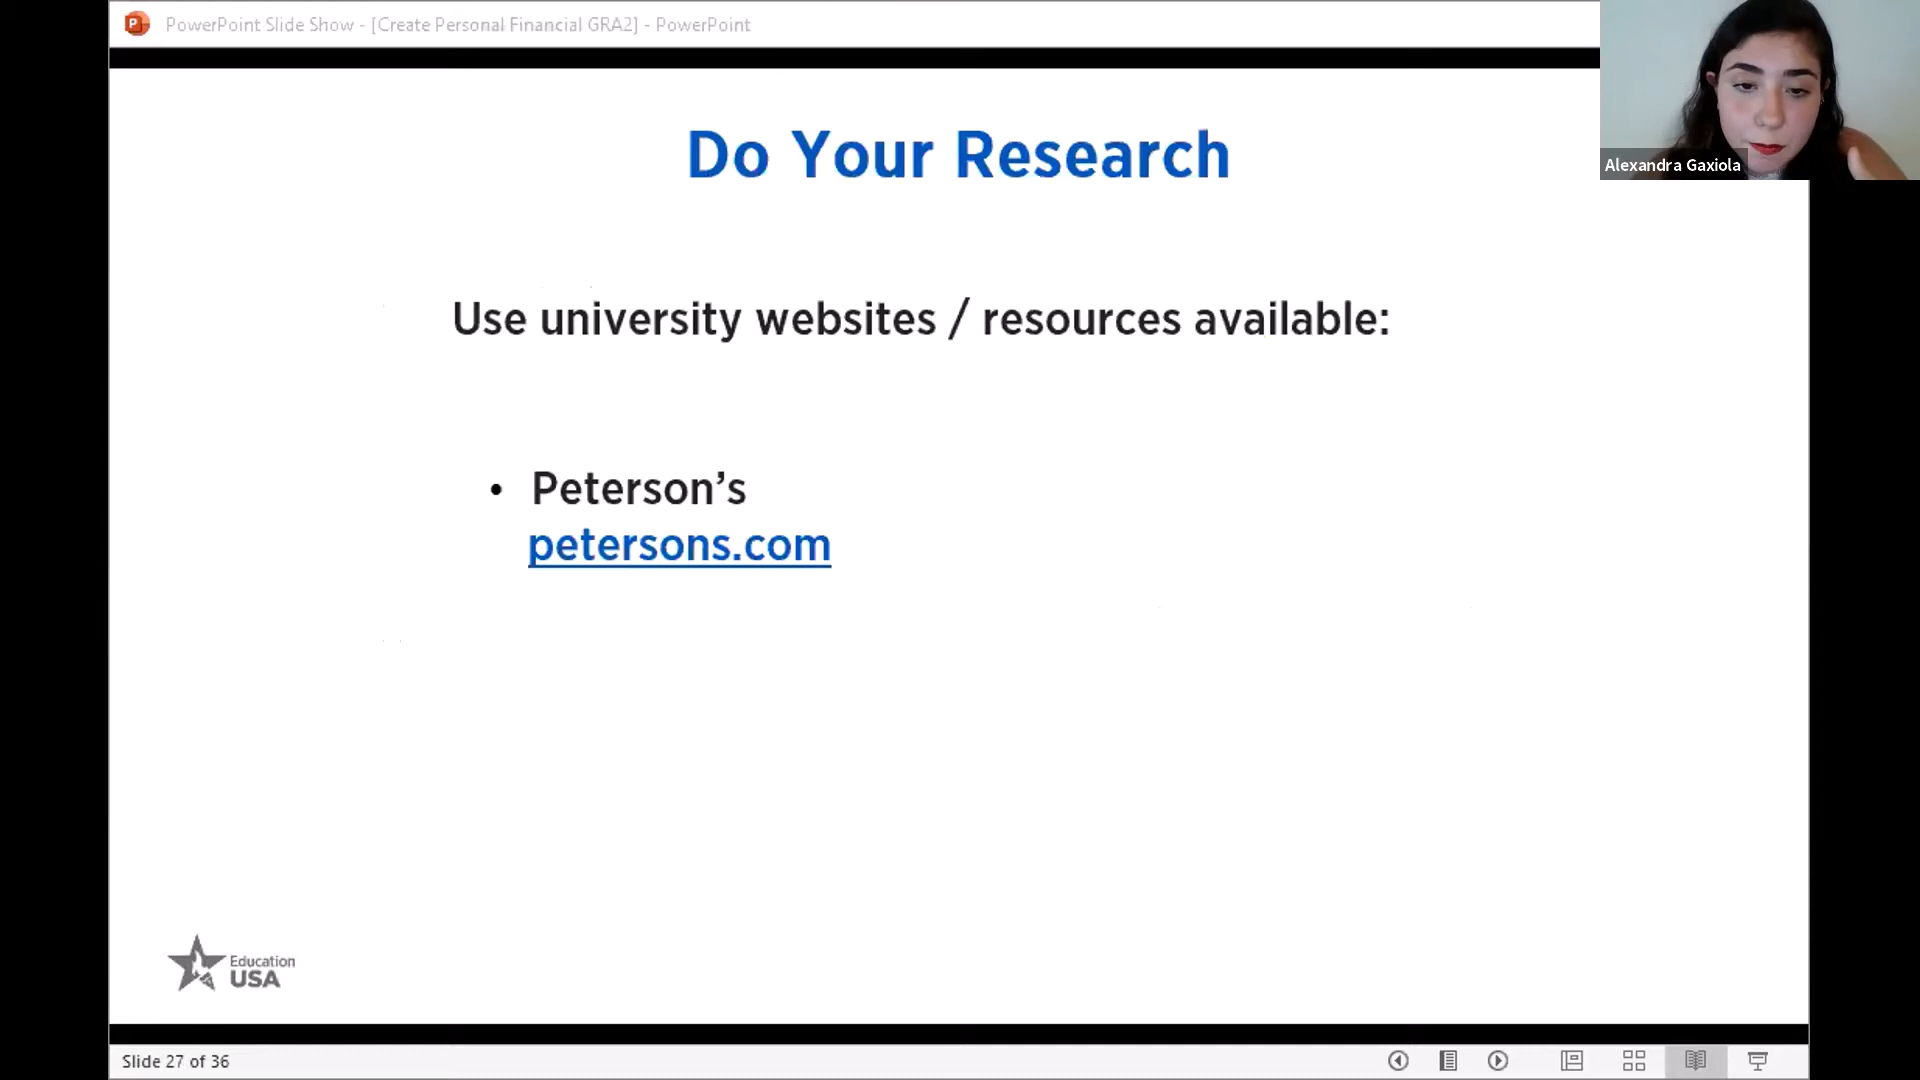 PowerPoint Slide Show - [Create Personal Financial GRA2] - PowerPoint
Alexandra Gaxiola
Do Your Research
Use university websites / resources available:
• Peterson’s
petersons.com
Education
USA
Slide 27 of 36